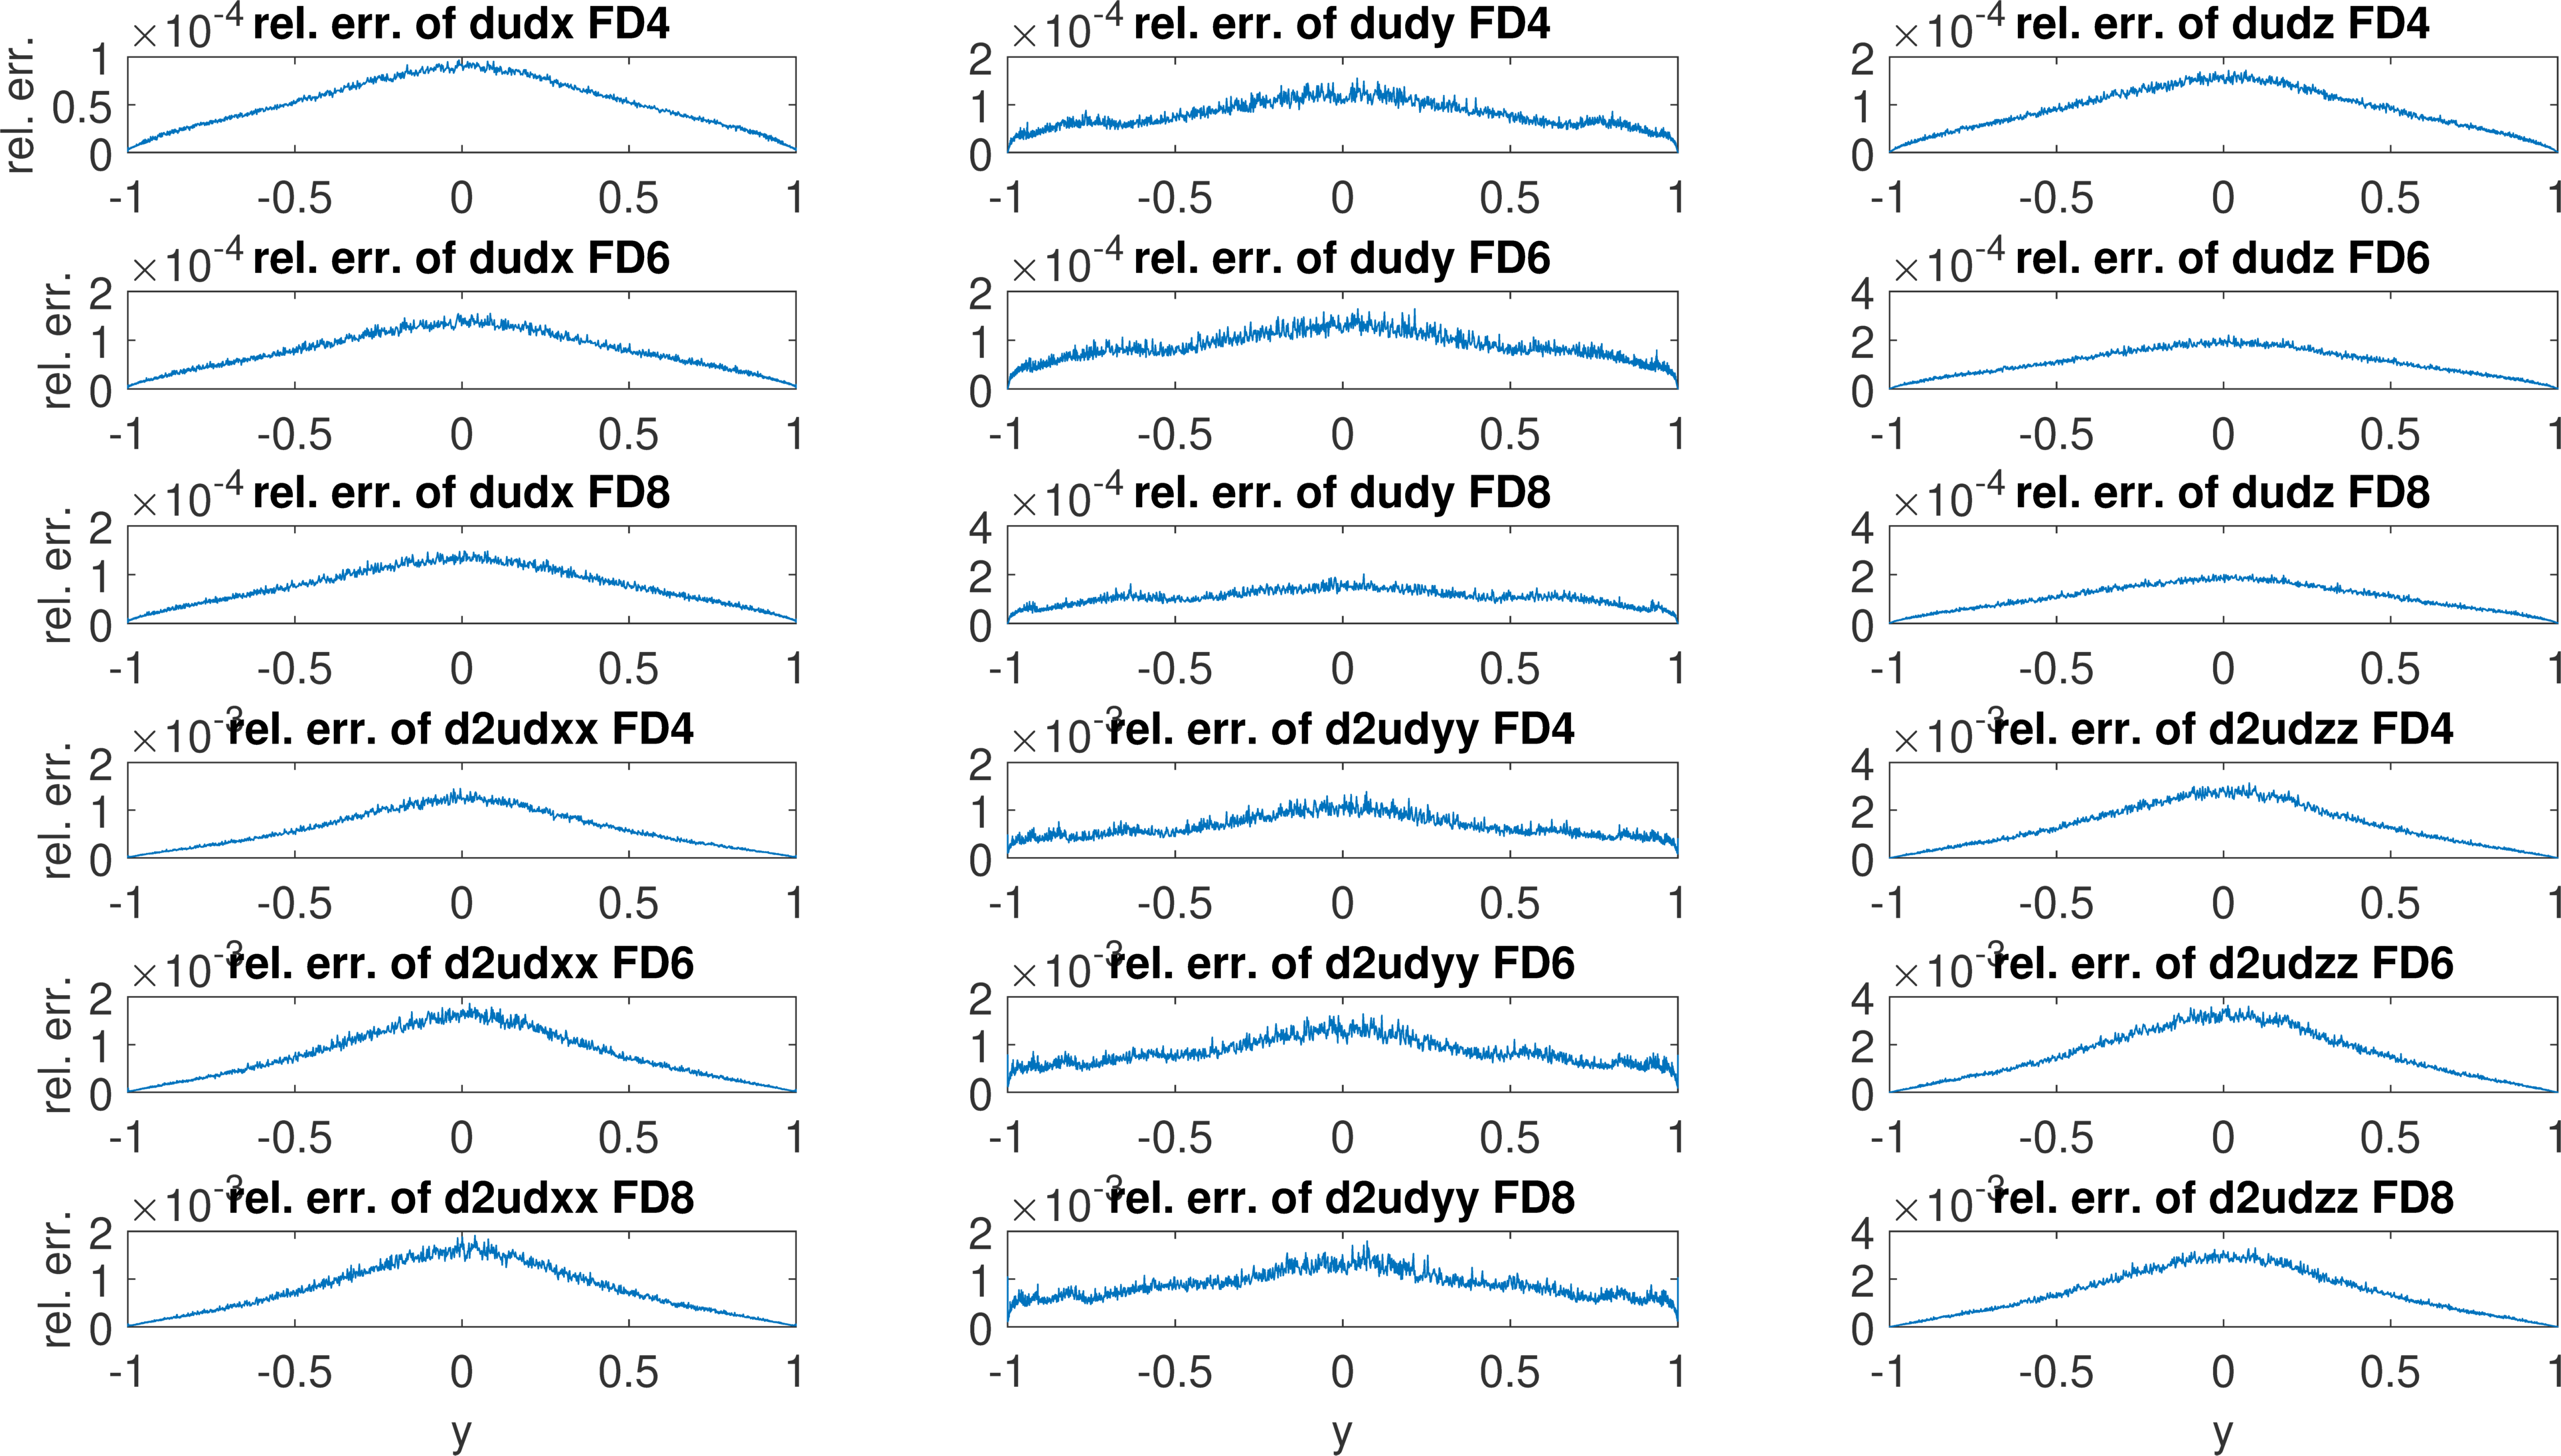 ×10-4 rel. err. of dudx FD4
rel. err.
1
0.5
0
-1 -0.5 0 0.5 1
×10-4 rel. err. of dudy FD4
2
1
0
-1 -0.5 0 0.5 1
×10-4 rel. err. of dudz FD4
2
1
0
-1 -0.5 0 0.5 1
×10-4 rel. err. of dudx FD6
rel. err.
2
1
0
-1 -0.5 0 0.5 1
×10-4 rel. err. of dudy FD6
2
1
0
-1 -0.5 0 0.5 1
×10-4 rel. err. of dudz FD6
4
2
0
-1 -0.5 0 0.5 1
×10-4 rel. err. of dudx FD8
rel. err.
2
1
0
-1 -0.5 0 0.5 1
×10-4 rel. err. of dudy FD8
4
2
0
-1 -0.5 0 0.5 1
×10-4 rel. err. of dudz FD8
4
2
0
-1 -0.5 0 0.5 1
×10-3 rel. err. of d2udxx FD4
rel. err.
2
1
0
-1 -0.5 0 0.5 1
×10-3 rel. err. of d2udyy FD4
2
1
0
-1 -0.5 0 0.5 1
×10-3 rel. err. of d2udzz FD4
4
2
0
-1 -0.5 0 0.5 1
×10-3 rel. err. of d2udxx FD6
rel. err.
2
1
0
-1 -0.5 0 0.5 1
×10-3 rel. err. of d2udyy FD6
2
1
0
-1 -0.5 0 0.5 1
×10-3 rel. err. of d2udzz FD6
4
2
0
-1 -0.5 0 0.5 1
×10-3 rel. err. of d2udxx FD8
rel. err.
2
1
0
-1 -0.5 0 0.5 1
y
×10-3 rel. err. of d2udyy FD8
2
1
0
-1 -0.5 0 0.5 1
y
×10-3 rel. err. of d2udzz FD8
4
2
0
-1 -0.5 0 0.5 1
y